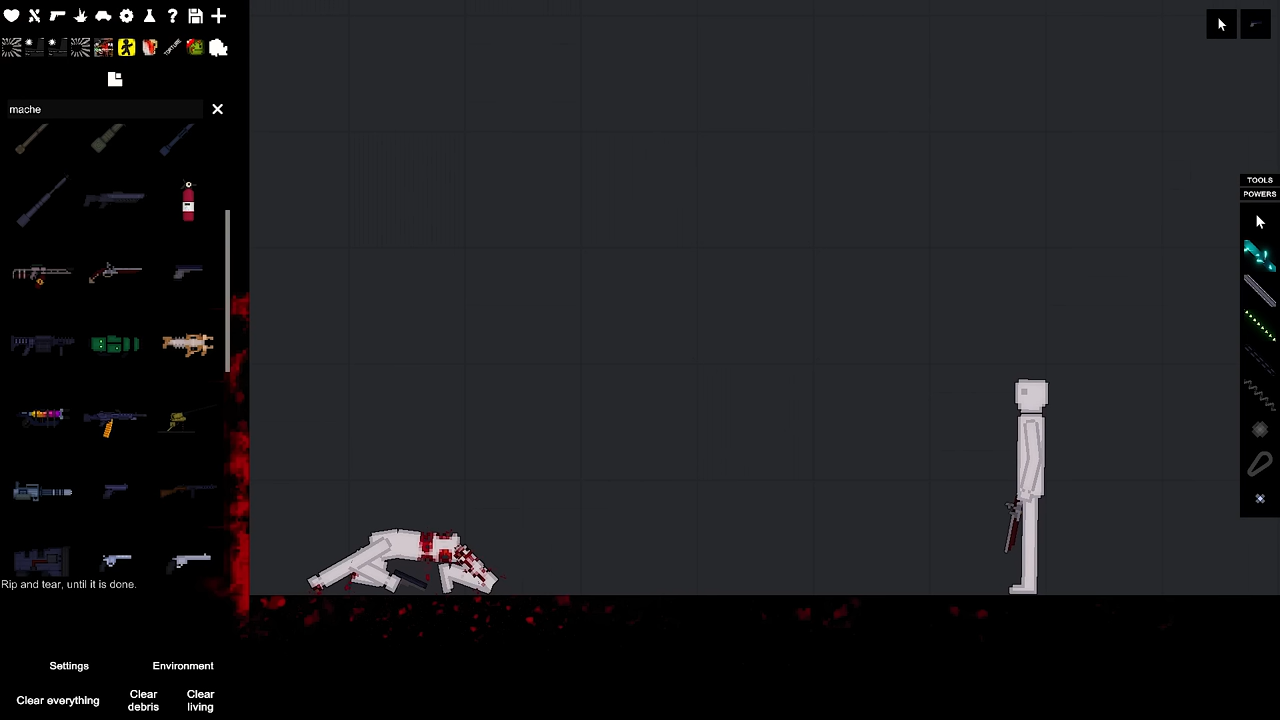 mache
TOOLS
POWERS
Rip and tear, until it is done.
Settings
Environment
Clear everything
Clear debris
Clear living